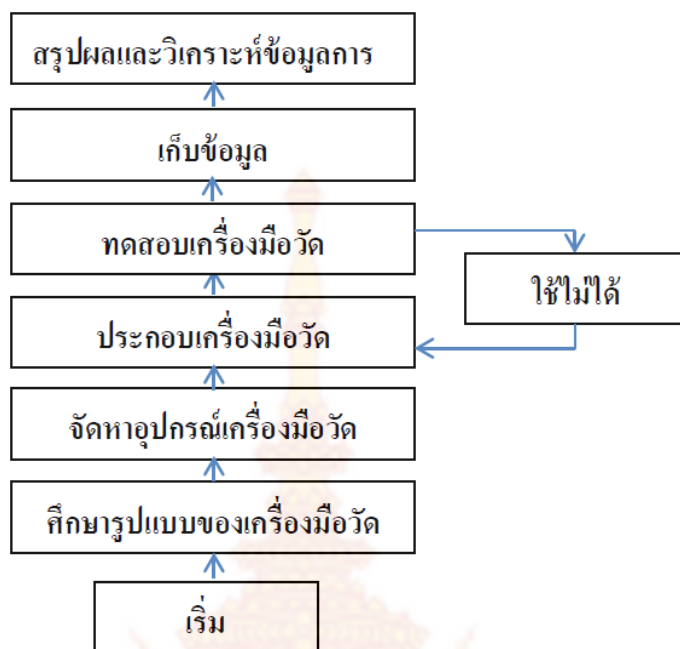 สรุปผลและวิเคราะห์ข้อมูลการ
เก็บข้อมูล
ทดสอบเครื่องมือวัด
ใช้ไม่ได้
ประกอบเครื่องมือวัด
จัดหาอุปกรณ์เครื่องมือวัด
ศึกษารูปแบบของเครื่องมือวัด
เริ่ม